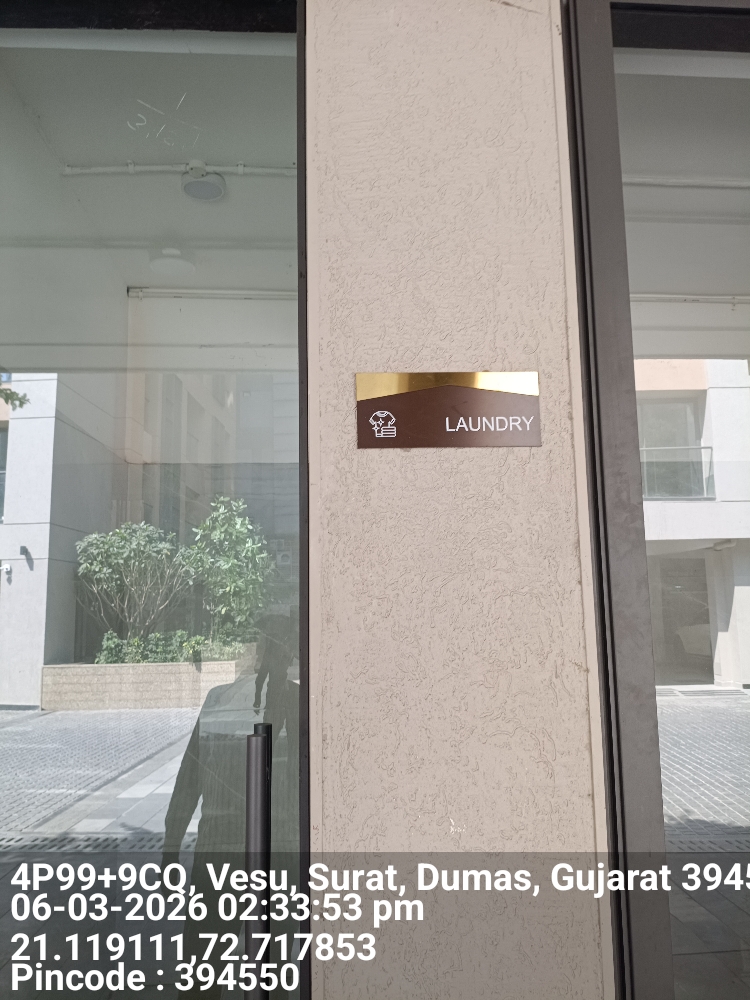 LAUNDRY
4P99+9CQ, Vesu, Surat, Dumas, Gujarat 3945
06-03-2026 02:33:53 pm
21.119111,72.717853
Pincode : 394550